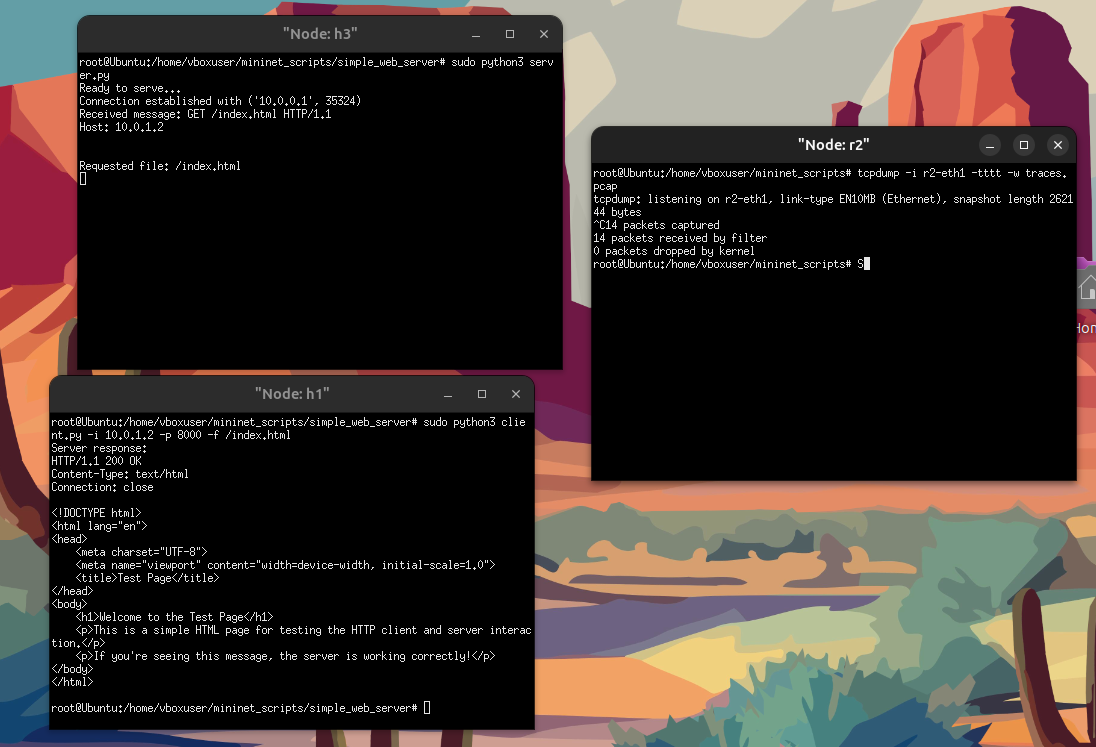 "Node: h3"
root@Ubuntu:/home/vboxuser/mininet_scripts/simple_web_server# sudo python3 serv
er.py
Ready to serve...
Connection established with ('10.0.0.1', 35324)
Received message: GET /index.html HTTP/1.1
Host: 10.0.1.2
Requested file: /index.html
"Node: r2"
root@Ubuntu:/home/vboxuser/mininet_scripts# tcpdump -i r2-eth1 -tttt -w traces.
pcap
tcpdump: listening on r2-eth1, link-type EN10MB (Ethernet), snapshot length 2621
44 bytes
^C14 packets captured
14 packets received by filter
0 packets dropped by kernel
root@Ubuntu:/home/vboxuser/mininet_scripts# S
"Node: h1"
root@Ubuntu:/home/vboxuser/mininet_scripts/simple_web_server# sudo python3 clie
nt.py -i 10.0.1.2 -p 8000 -f /index.html
Server response:
HTTP/1.1 200 OK
Content-Type: text/html
Connection: close
<!DOCTYPE html>
<html lang="en">
<head>
    <meta charset="UTF-8">
    <meta name="viewport" content="width=device-width, initial-scale=1.0">
    <title>Test Page</title>
</head>
<body>
    <h1>Welcome to the Test Page</h1>
    <p>This is a simple HTML page for testing the HTTP client and server interac
tion.</p>
    <p>If you're seeing this message, the server is working correctly!</p>
</body>
</html>
root@Ubuntu:/home/vboxuser/mininet_scripts/simple_web_server#